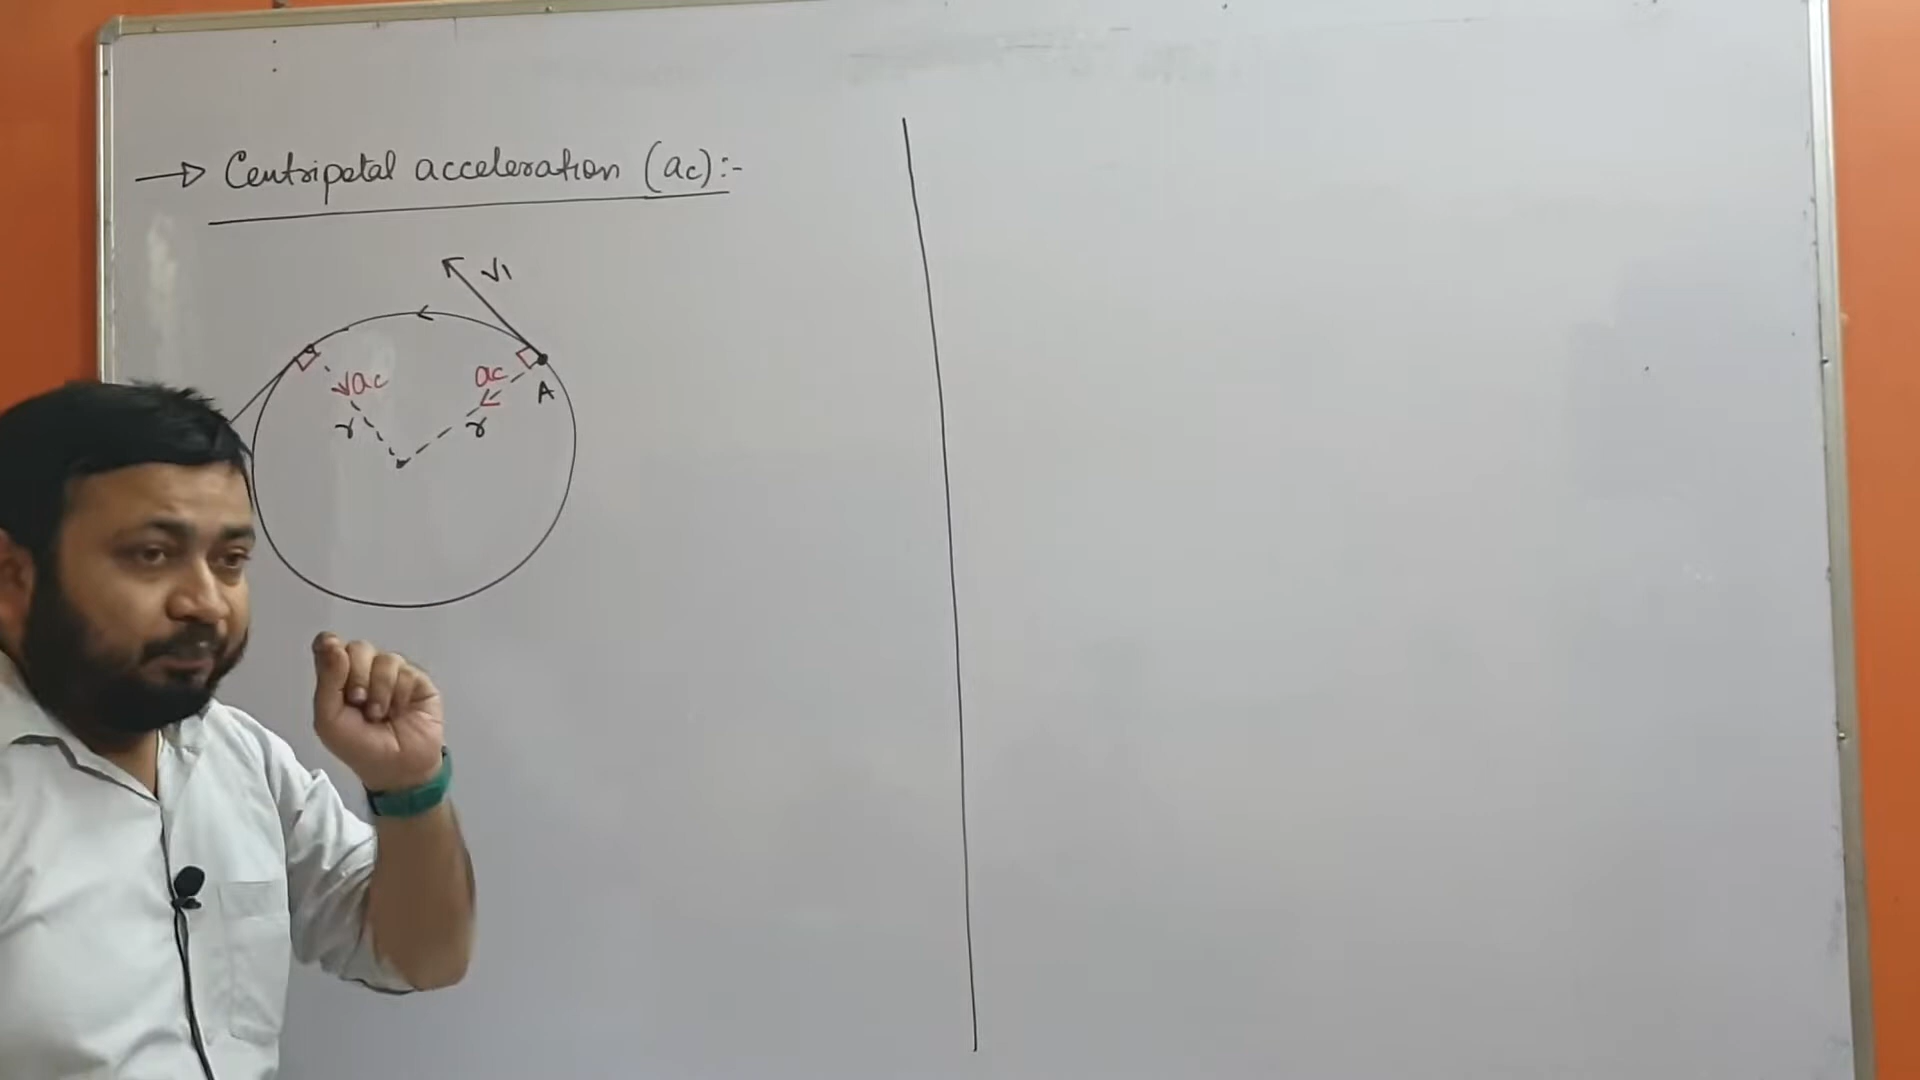 → Centripetal acceleration (ac):-
v1
ac
ac
A
r
r